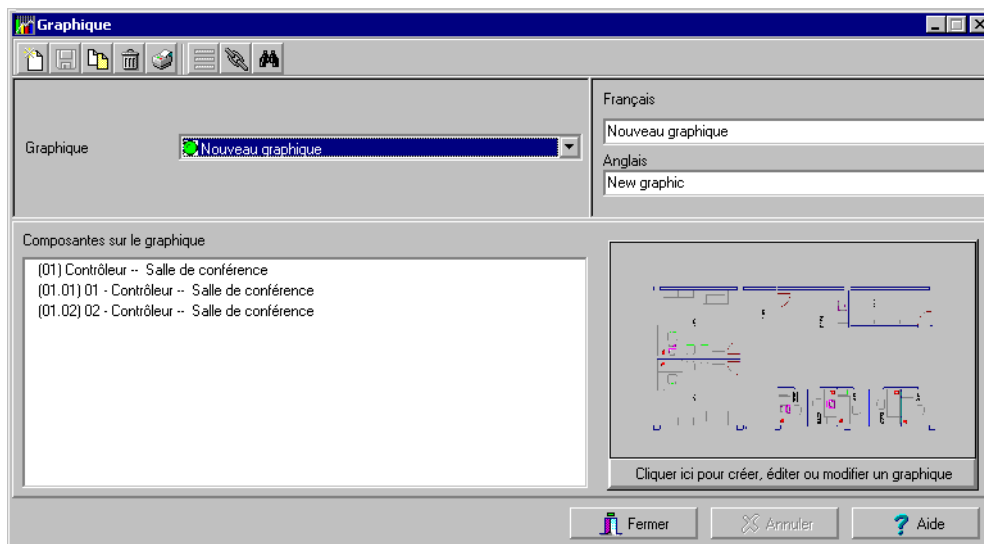 Graphique
Français
Graphique
Nouveau graphique
Nouveau graphique
Anglais
New graphic
Composantes sur le graphique
(01) Contrôleur -- Salle de conférence
(01.01) 01 - Contrôleur -- Salle de conférence
(01.02) 02 - Contrôleur -- Salle de conférence
Cliquer ici pour créer, éditer ou modifier un graphique
Fermer
Annuler
Aide